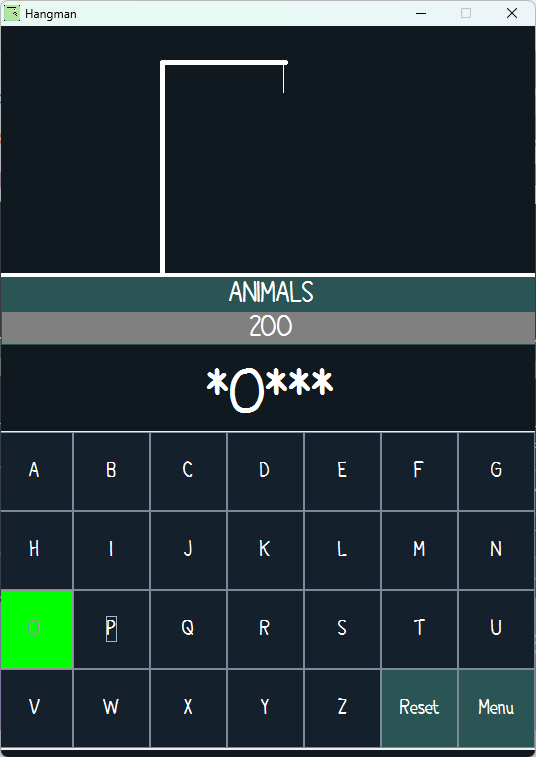 Hangman
ANIMALS
200
*O***
A B C D E F G
H I J K L M N
O P Q R S T U
V W X Y Z Reset Menu